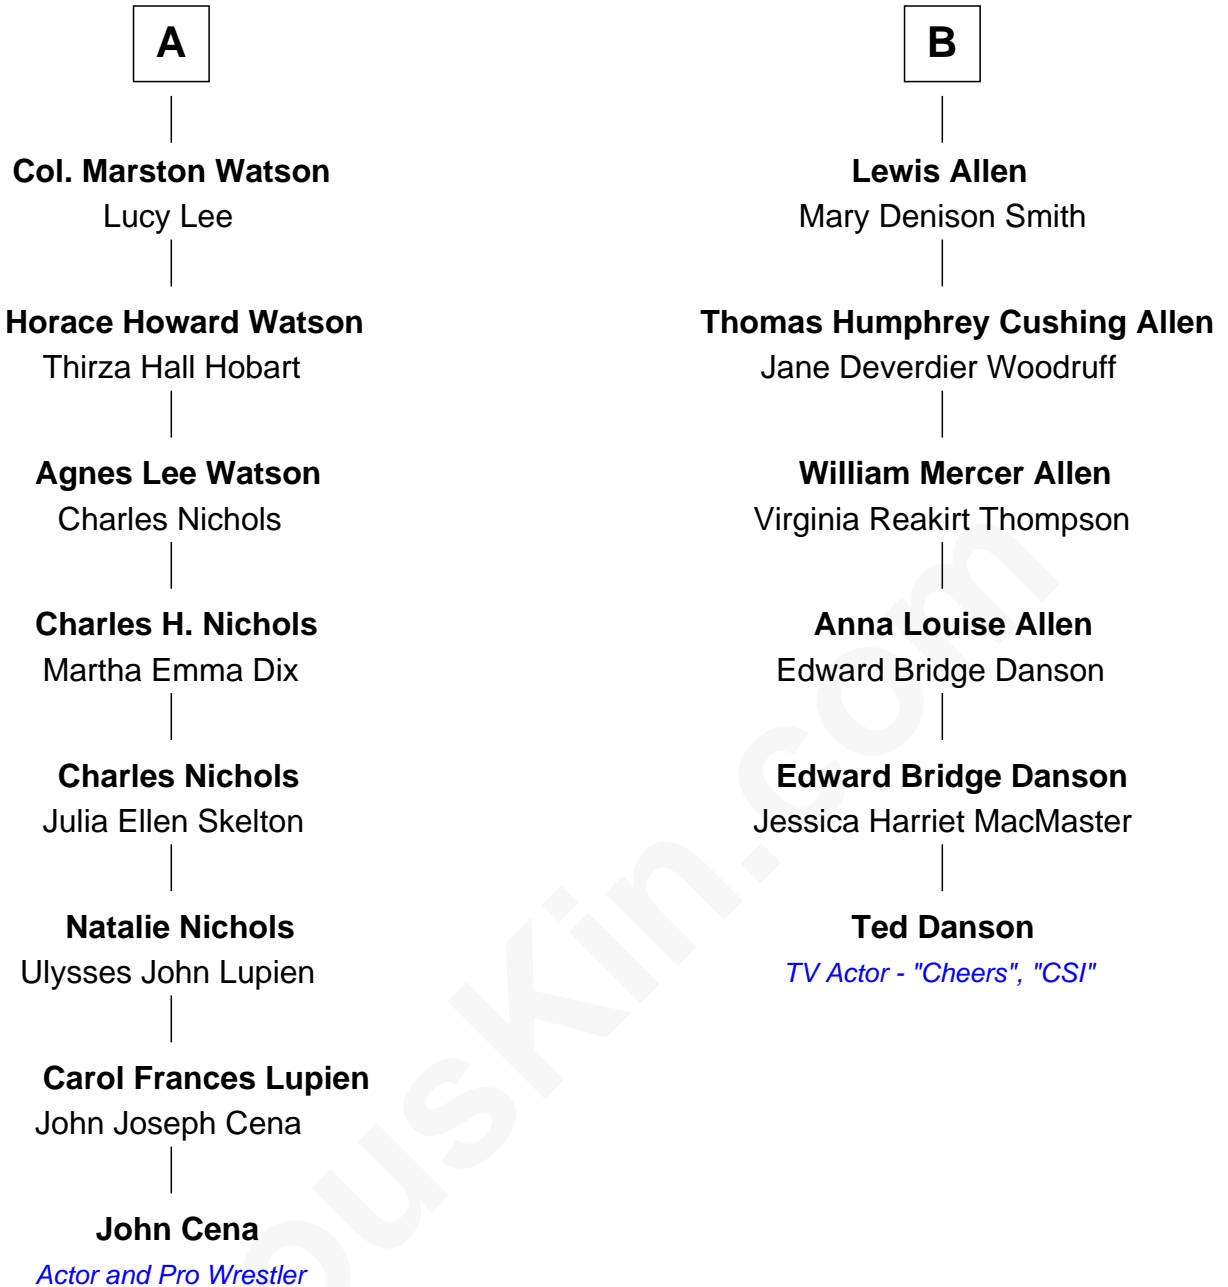 A
Col. Marston Watson
Lucy Lee
Horace Howard Watson
Thirza Hall Hobart
Agnes Lee Watson
Charles Nichols
Charles H. Nichols
Martha Emma Dix
Charles Nichols
Julia Ellen Skelton
Natalie Nichols
Ulysses John Lupien
Carol Frances Lupien
John Joseph Cena
John Cena
Actor and Pro Wrestler
B
Lewis Allen
Mary Denison Smith
Thomas Humphrey Cushing Allen
Jane Deverdier Woodruff
William Mercer Allen
Virginia Reakirt Thompson
Anna Louise Allen
Edward Bridge Danson
Edward Bridge Danson
Jessica Harriet MacMaster
Ted Danson
TV Actor - "Cheers", "CSI"
ousKin.com